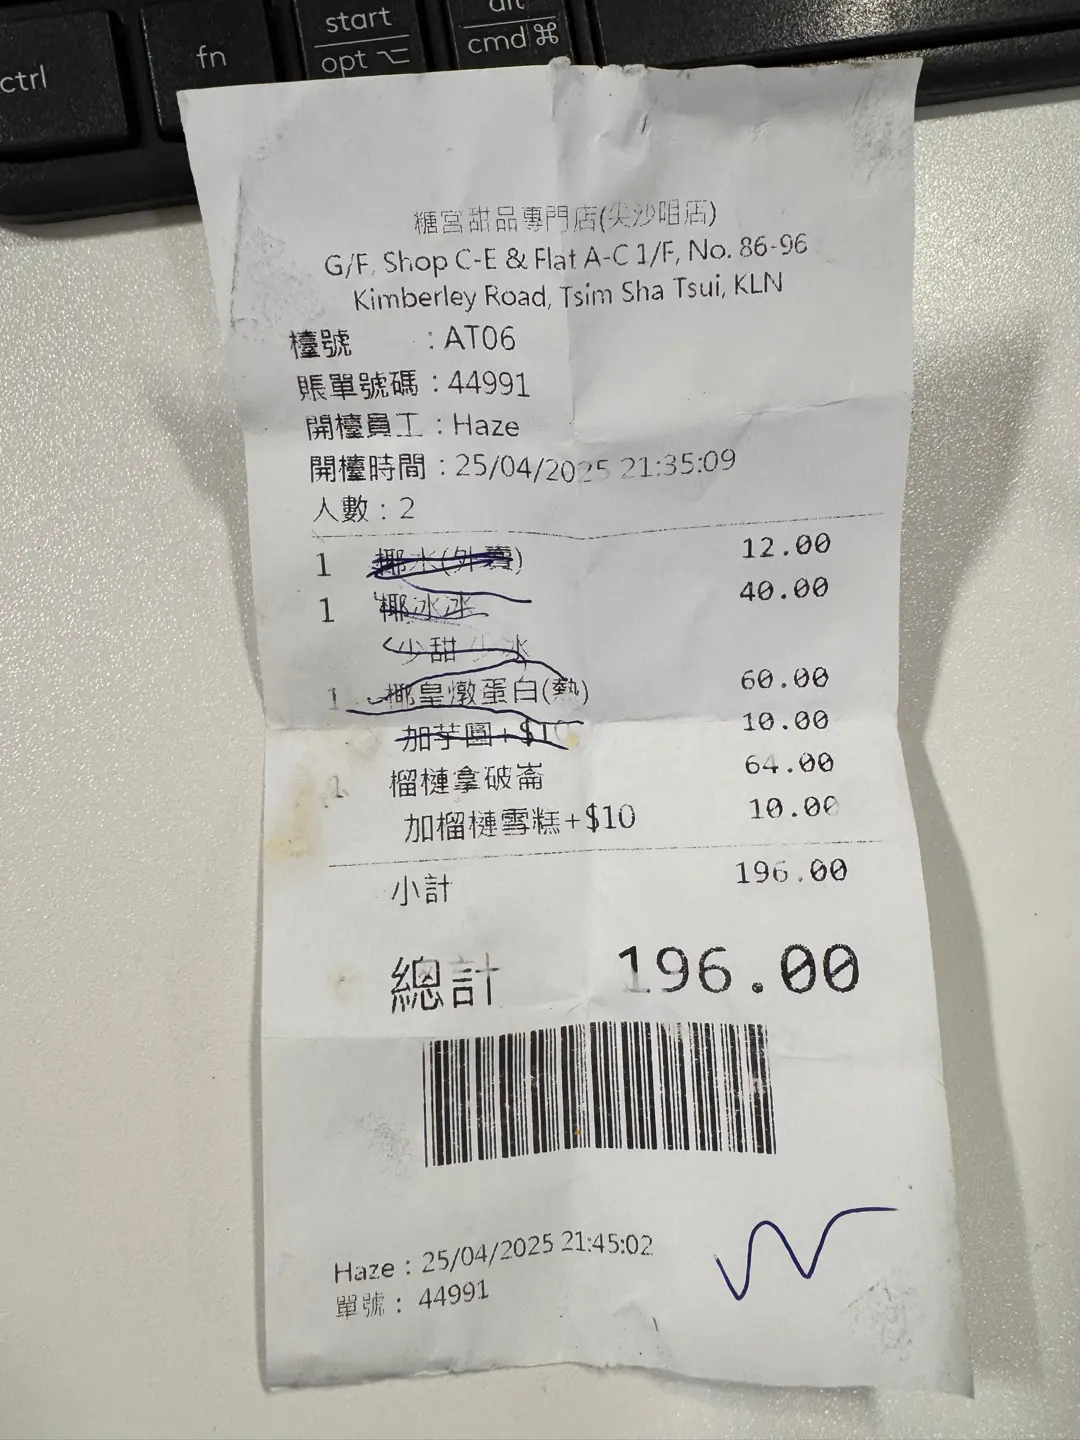 ctrl
fn
start
opt ⌥
alt
cmd ⌘
糖宮甜品專門店(尖沙咀店)
G/F, Shop C-E & Flat A-C 1/F, No. 86-96
Kimberley Road, Tsim Sha Tsui, KLN
檯號 : AT06
賬單號碼 : 44991
開檯員工 : Haze
開檯時間 : 25/04/2025 21:35:09
人數 : 2
1 椰水(外賣) 12.00
1 椰冰冰 40.00
少甜 少冰
1 椰皇燉蛋白(熱) 60.00
加芋圓+$10 10.00
1 榴槤拿破崙 64.00
加榴槤雪糕+$10 10.00
小計 196.00
總計 196.00
Haze : 25/04/2025 21:45:02
單號 : 44991